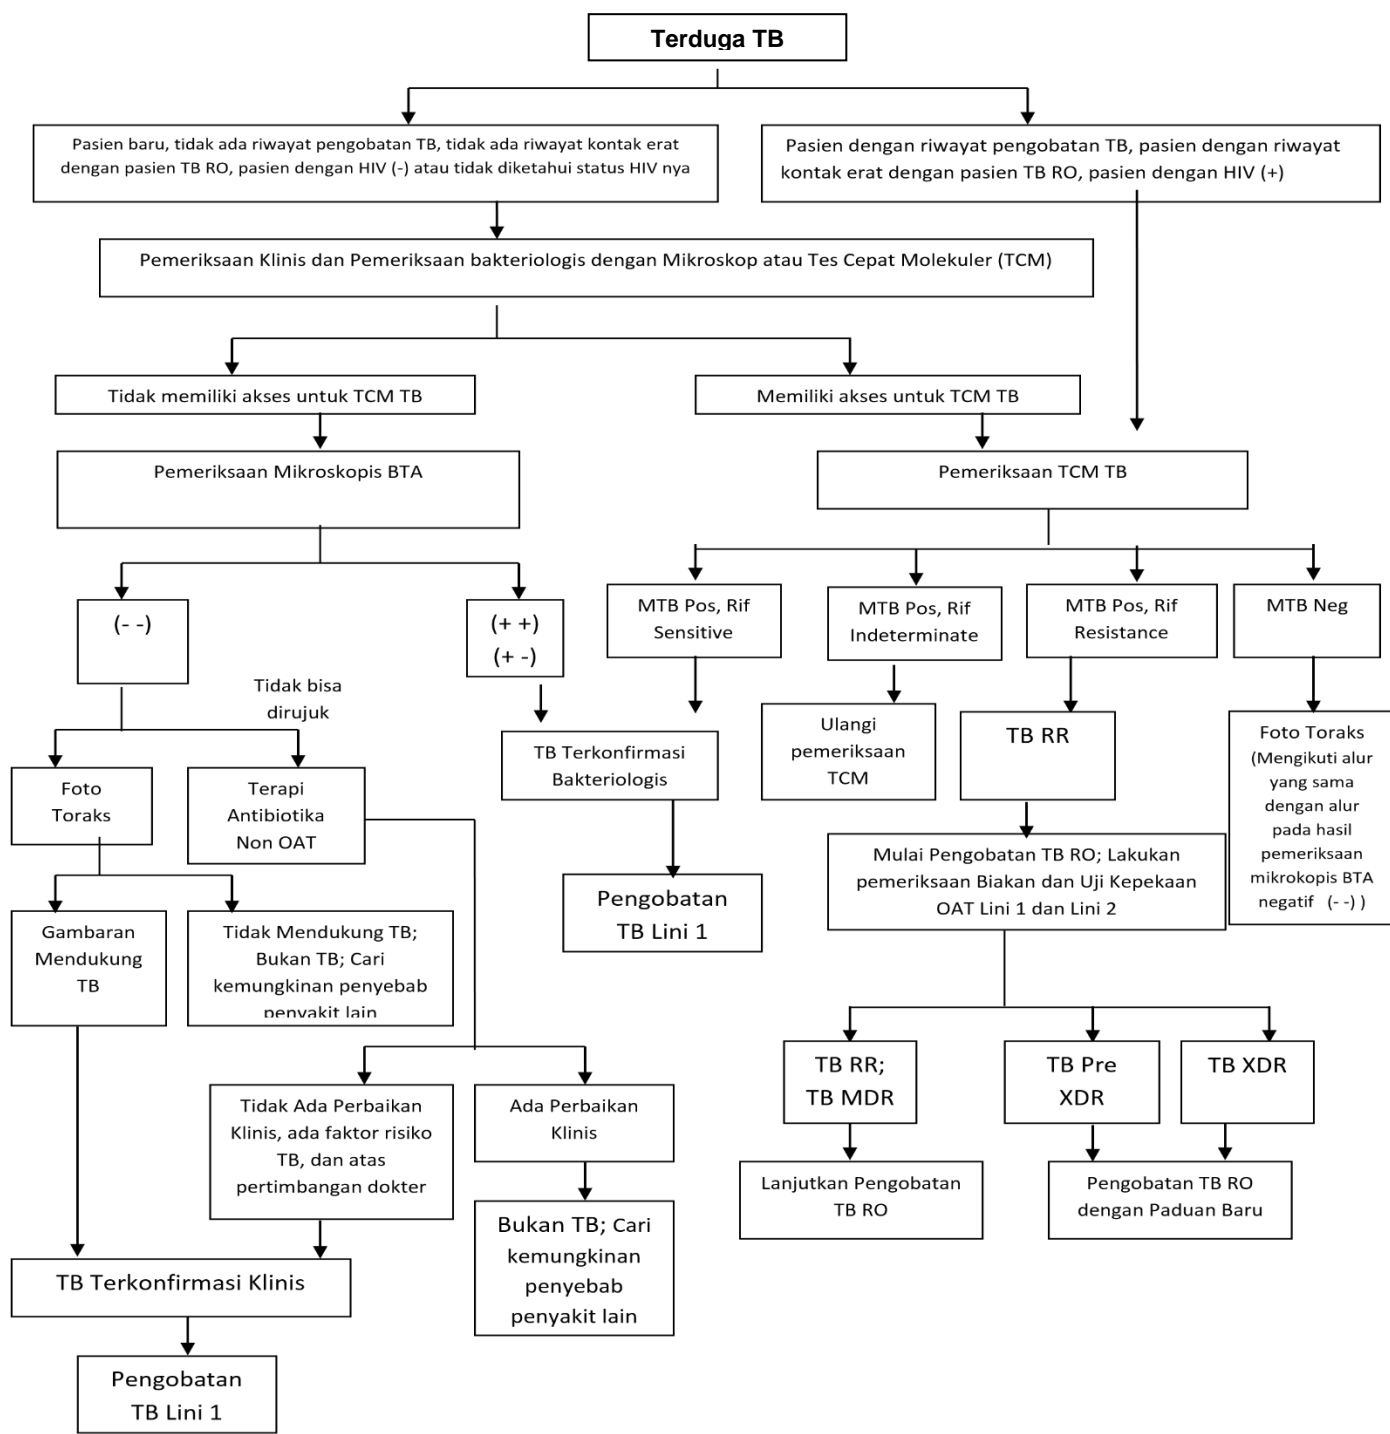 Terduga TB
Pasien baru, tidak ada riwayat pengobatan TB, tidak ada riwayat kontak erat
dengan pasien TB RO, pasien dengan HIV (-) atau tidak diketahui status HIV nya
Pasien dengan riwayat pengobatan TB, pasien dengan riwayat
kontak erat dengan pasien TB RO, pasien dengan HIV (+)
Pemeriksaan Klinis dan Pemeriksaan bakteriologis dengan Mikroskop atau Tes Cepat Molekuler (TCM)
Tidak memiliki akses untuk TCM TB
Memiliki akses untuk TCM TB
Pemeriksaan Mikroskopis BTA
Pemeriksaan TCM TB
(- -)
(+ +)
(+ -)
MTB Pos, Rif
Sensitive
MTB Pos, Rif
Indeterminate
MTB Pos, Rif
Resistance
MTB Neg
Tidak bisa
dirujuk
Foto
Toraks
Terapi
Antibiotika
Non OAT
TB Terkonfirmasi
Bakteriologis
Ulangi
pemeriksaan
TCM
TB RR
Foto Toraks
(Mengikuti alur
yang sama
dengan alur
pada hasil
pemeriksaan
mikrokopis BTA
negatif (- -) )
Mulai Pengobatan TB RO; Lakukan
pemeriksaan Biakan dan Uji Kepekaan
OAT Lini 1 dan Lini 2
Pengobatan
TB Lini 1
Gambaran
Mendukung
TB
Tidak Mendukung TB;
Bukan TB; Cari
kemungkinan penyebab
penyakit lain
TB RR;
TB MDR
TB Pre
XDR
TB XDR
Tidak Ada Perbaikan
Klinis, ada faktor risiko
TB, dan atas
pertimbangan dokter
Ada Perbaikan
Klinis
Lanjutkan Pengobatan
TB RO
Pengobatan TB RO
dengan Paduan Baru
Bukan TB; Cari
kemungkinan
penyebab
penyakit lain
TB Terkonfirmasi Klinis
Pengobatan
TB Lini 1